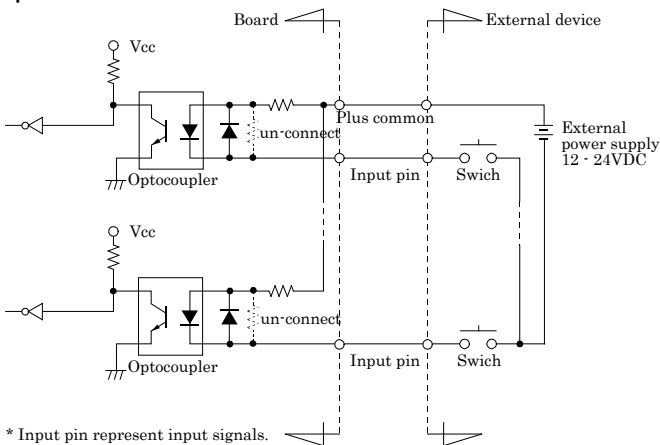 Board
External device
Vcc
Plus common
un-connect
External
power supply
12 - 24VDC
Optocoupler
Input pin
Swich
Vcc
un-connect
Optocoupler
Input pin
Swich
* Input pin represent input signals.